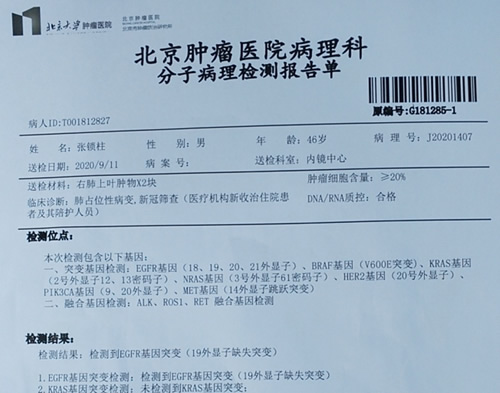 北京大学肿瘤医院 北京肿瘤医院
北京肿瘤医院病理科
分子病理检测报告单
原编号:G181285-1
病人ID:T001812827
姓 名：张锁柱 性 别：男 年 龄：46岁 病 理 号：J20201407
送检日期：2020/9/11 病 案 号： 送检科室：内镜中心
送检材料：右肺上叶肿物X2块 肿瘤细胞含量：≥20%
临床诊断：肺占位性病变,新冠筛查（医疗机构新收治住院患 DNA/RNA质控：合格
者及其陪护人员）
检测位点：
本次检测包含以下基因：
一、突变基因检测：EGFR基因（18、19、20、21外显子）、BRAF基因（V600E突变)、KRAS基因
（2号外显子12、13密码子）、NRAS基因（3号外显子61密码子）、HER2基因（20号外显子）、
PIK3CA基因（9、20外显子）、MET基因（14外显子跳跃突变）
二、融合基因检测：ALK、ROS1、RET 融合基因检测
检测结果：
检测结果：检测到EGFR基因突变（19外显子缺失突变）
1.EGFR基因突变检测：检测到EGFR基因突变（19外显子缺失突变）
2.KRAS基因突变检测：未检测到KRAS基因突变；